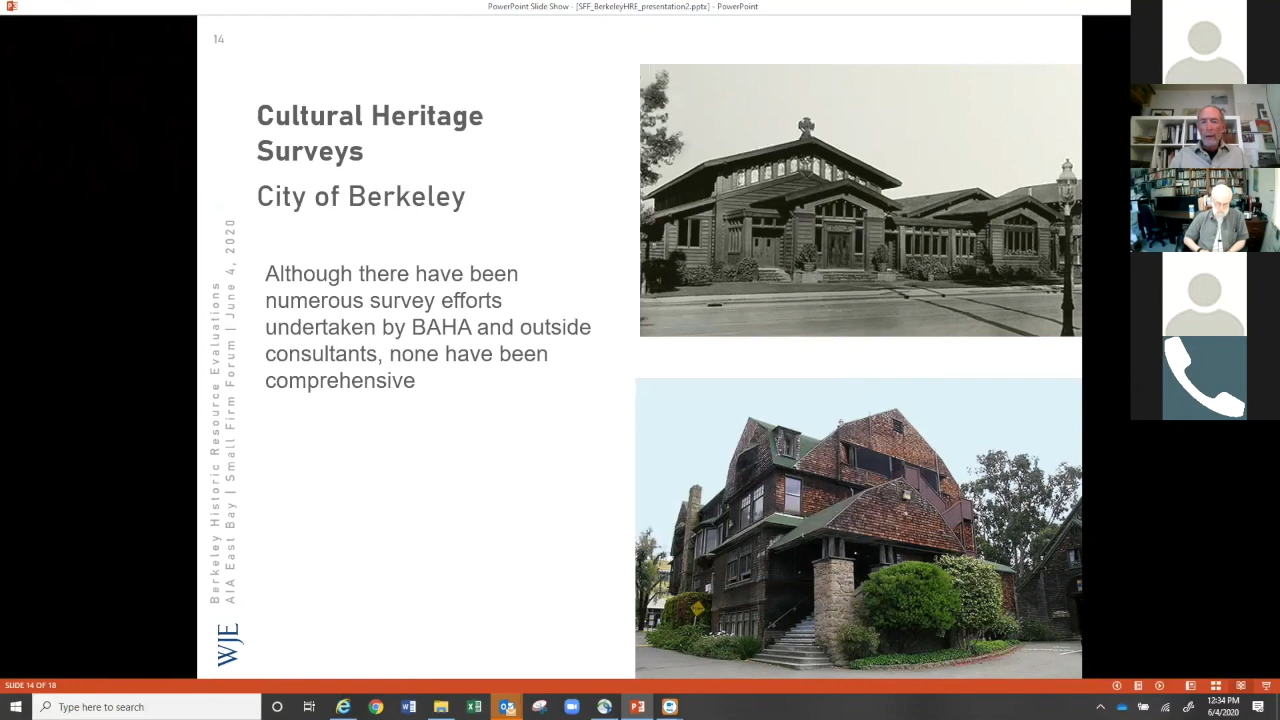 PowerPoint Slide Show - [SFF_BerkeleyHRE_presentation2.pptx] - PowerPoint
14
Cultural Heritage
Surveys
City of Berkeley
Although there have been
numerous survey efforts
undertaken by BAHA and outside
consultants, none have been
comprehensive
Berkeley Historic Resource Evaluations
AIA East Bay | Small Firm Forum | June 4, 2020
WJE
SLIDE 14 OF 18
Type here to search
12:34 PM
6/4/2020